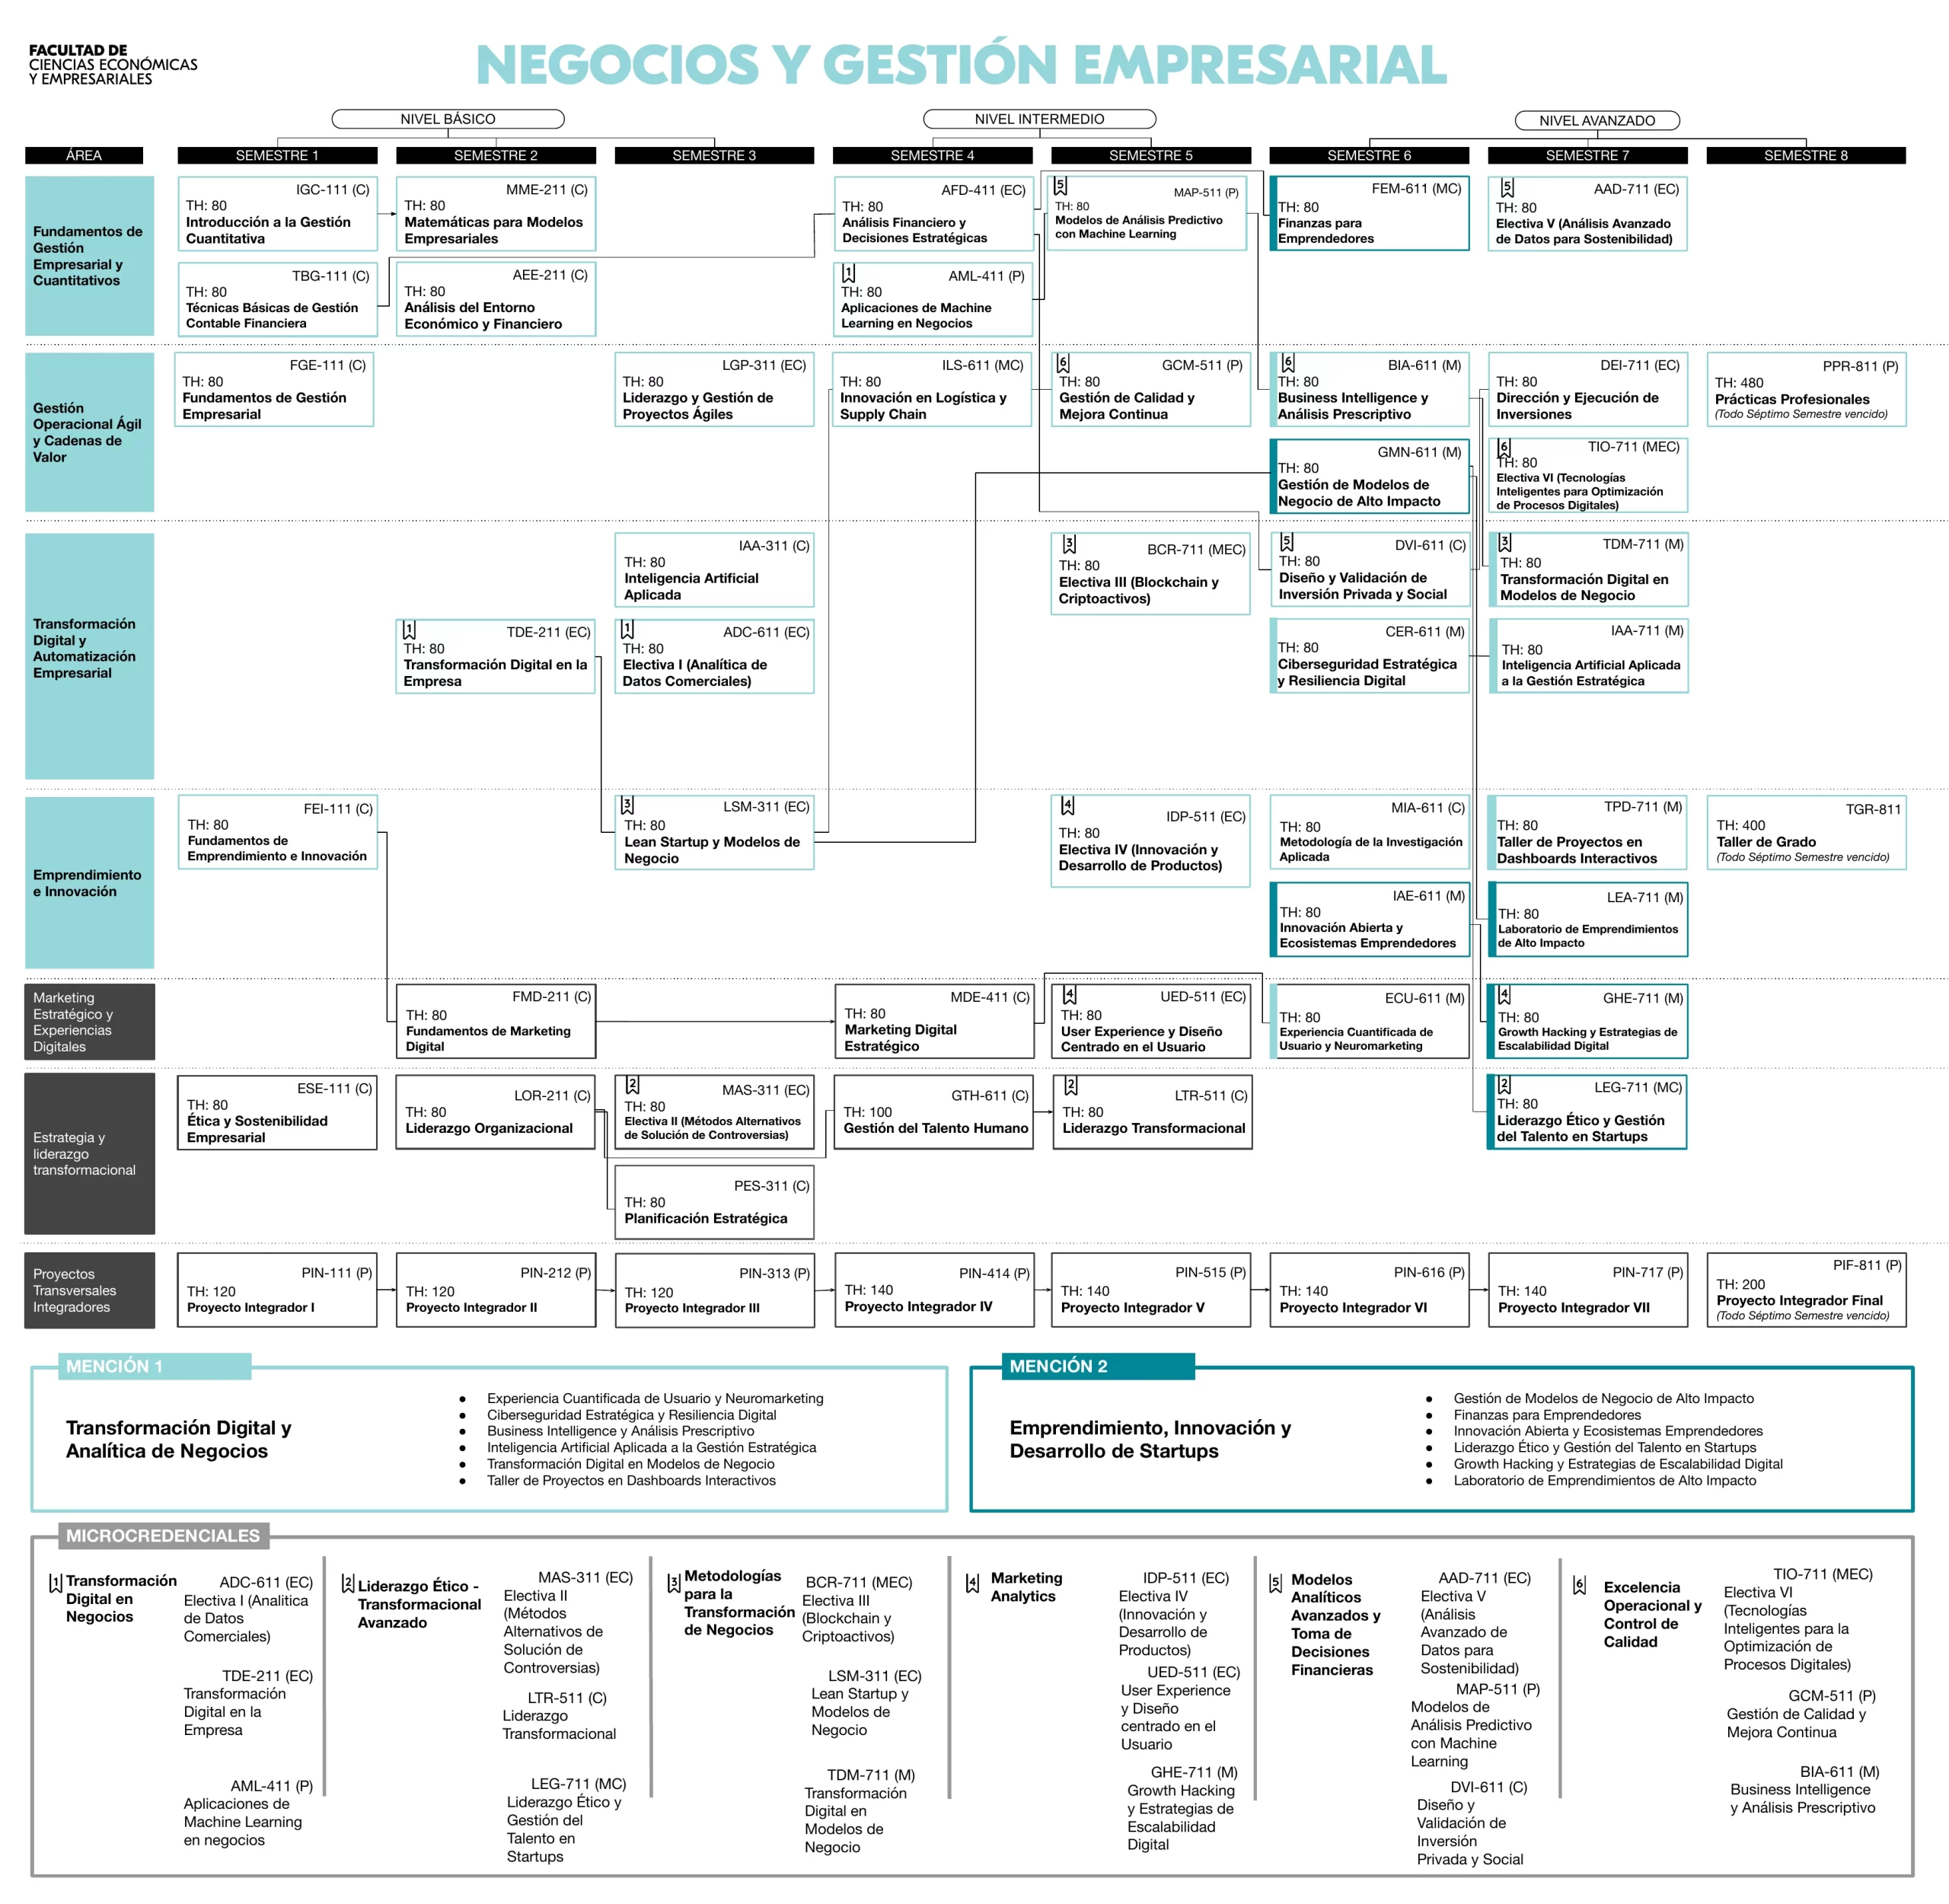 FACULTAD DE
CIENCIAS ECONÓMICAS
Y EMPRESARIALES
NEGOCIOS Y GESTIÓN EMPRESARIAL
NIVEL BÁSICO
NIVEL INTERMEDIO
NIVEL AVANZADO
ÁREA
SEMESTRE 1
SEMESTRE 2
SEMESTRE 3
SEMESTRE 4
SEMESTRE 5
SEMESTRE 6
SEMESTRE 7
SEMESTRE 8
Fundamentos de
Gestión
Empresarial y
Cuantitativos
IGC-111 (C)
TH: 80
Introducción a la Gestión
Cuantitativa
MME-211 (C)
TH: 80
Matemáticas para Modelos
Empresariales
AFD-411 (EC)
TH: 80
Análisis Financiero y
Decisiones Estratégicas
5
MAP-511 (P)
TH: 80
Modelos de Análisis Predictivo
con Machine Learning
FEM-611 (MC)
TH: 80
Finanzas para
Emprendedores
5
AAD-711 (EC)
TH: 80
Electiva V (Análisis Avanzado
de Datos para Sostenibilidad)
TBG-111 (C)
TH: 80
Técnicas Básicas de Gestión
Contable Financiera
AEE-211 (C)
TH: 80
Análisis del Entorno
Económico y Financiero
1
AML-411 (P)
TH: 80
Aplicaciones de Machine
Learning en Negocios
Gestión
Operacional Ágil
y Cadenas de
Valor
FGE-111 (C)
TH: 80
Fundamentos de Gestión
Empresarial
LGP-311 (EC)
TH: 80
Liderazgo y Gestión de
Proyectos Ágiles
ILS-611 (MC)
TH: 80
Innovación en Logística y
Supply Chain
6
GCM-511 (P)
TH: 80
Gestión de Calidad y
Mejora Continua
6
BIA-611 (M)
TH: 80
Business Intelligence y
Análisis Prescriptivo
DEI-711 (EC)
TH: 80
Dirección y Ejecución de
Inversiones
PPR-811 (P)
TH: 480
Prácticas Profesionales
(Todo Séptimo Semestre vencido)
GMN-611 (M)
TH: 80
Gestión de Modelos de
Negocio de Alto Impacto
6
TIO-711 (MEC)
TH: 80
Electiva VI (Tecnologías
Inteligentes para Optimización
de Procesos Digitales)
Transformación
Digital y
Automatización
Empresarial
IAA-311 (C)
TH: 80
Inteligencia Artificial
Aplicada
3
BCR-711 (MEC)
TH: 80
Electiva III (Blockchain y
Criptoactivos)
5
DVI-611 (C)
TH: 80
Diseño y Validación de
Inversión Privada y Social
3
TDM-711 (M)
TH: 80
Transformación Digital en
Modelos de Negocio
1
TDE-211 (EC)
TH: 80
Transformación Digital en la
Empresa
1
ADC-611 (EC)
TH: 80
Electiva I (Analítica de
Datos Comerciales)
CER-611 (M)
TH: 80
Ciberseguridad Estratégica
y Resiliencia Digital
IAA-711 (M)
TH: 80
Inteligencia Artificial Aplicada
a la Gestión Estratégica
Emprendimiento
e Innovación
FEI-111 (C)
TH: 80
Fundamentos de
Emprendimiento e Innovación
3
LSM-311 (EC)
TH: 80
Lean Startup y Modelos de
Negocio
4
IDP-511 (EC)
TH: 80
Electiva IV (Innovación y
Desarrollo de Productos)
MIA-611 (C)
TH: 80
Metodología de la Investigación
Aplicada
TPD-711 (M)
TH: 80
Taller de Proyectos en
Dashboards Interactivos
TGR-811
TH: 400
Taller de Grado
(Todo Séptimo Semestre vencido)
IAE-611 (M)
TH: 80
Innovación Abierta y
Ecosistemas Emprendedores
LEA-711 (M)
TH: 80
Laboratorio de Emprendimientos
de Alto Impacto
Marketing
Estratégico y
Experiencias
Digitales
FMD-211 (C)
TH: 80
Fundamentos de Marketing
Digital
MDE-411 (C)
TH: 80
Marketing Digital
Estratégico
4
UED-511 (EC)
TH: 80
User Experience y Diseño
Centrado en el Usuario
ECU-611 (M)
TH: 80
Experiencia Cuantificada de
Usuario y Neuromarketing
4
GHE-711 (M)
TH: 80
Growth Hacking y Estrategias de
Escalabilidad Digital
Estrategia y
liderazgo
transformacional
ESE-111 (C)
TH: 80
Ética y Sostenibilidad
Empresarial
LOR-211 (C)
TH: 80
Liderazgo Organizacional
2
MAS-311 (EC)
TH: 80
Electiva II (Métodos Alternativos
de Solución de Controversias)
GTH-611 (C)
TH: 100
Gestión del Talento Humano
2
LTR-511 (C)
TH: 80
Liderazgo Transformacional
2
LEG-711 (MC)
TH: 80
Liderazgo Ético y Gestión
del Talento en Startups
PES-311 (C)
TH: 80
Planificación Estratégica
Proyectos
Transversales
Integradores
PIN-111 (P)
TH: 120
Proyecto Integrador I
PIN-212 (P)
TH: 120
Proyecto Integrador II
PIN-313 (P)
TH: 120
Proyecto Integrador III
PIN-414 (P)
TH: 140
Proyecto Integrador IV
PIN-515 (P)
TH: 140
Proyecto Integrador V
PIN-616 (P)
TH: 140
Proyecto Integrador VI
PIN-717 (P)
TH: 140
Proyecto Integrador VII
PIF-811 (P)
TH: 200
Proyecto Integrador Final
(Todo Séptimo Semestre vencido)
MENCIÓN 1
Transformación Digital y
Analítica de Negocios
● Experiencia Cuantificada de Usuario y Neuromarketing
● Ciberseguridad Estratégica y Resiliencia Digital
● Business Intelligence y Análisis Prescriptivo
● Inteligencia Artificial Aplicada a la Gestión Estratégica
● Transformación Digital en Modelos de Negocio
● Taller de Proyectos en Dashboards Interactivos
MENCIÓN 2
Emprendimiento, Innovación y
Desarrollo de Startups
● Gestión de Modelos de Negocio de Alto Impacto
● Finanzas para Emprendedores
● Innovación Abierta y Ecosistemas Emprendedores
● Liderazgo Ético y Gestión del Talento en Startups
● Growth Hacking y Estrategias de Escalabilidad Digital
● Laboratorio de Emprendimientos de Alto Impacto
MICROCREDENCIALES
1
Transformación
Digital en
Negocios
ADC-611 (EC)
Electiva I (Analitica
de Datos
Comerciales)
TDE-211 (EC)
Transformación
Digital en la
Empresa
AML-411 (P)
Aplicaciones de
Machine Learning
en negocios
2
Liderazgo Ético -
Transformacional
Avanzado
MAS-311 (EC)
Electiva II
(Métodos
Alternativos de
Solución de
Controversias)
LTR-511 (C)
Liderazgo
Transformacional
LEG-711 (MC)
Liderazgo Ético y
Gestión del
Talento en
Startups
3
Metodologías
para la
Transformación
de Negocios
BCR-711 (MEC)
Electiva III
(Blockchain y
Criptoactivos)
LSM-311 (EC)
Lean Startup y
Modelos de
Negocio
TDM-711 (M)
Transformación
Digital en
Modelos de
Negocio
4
Marketing
Analytics
IDP-511 (EC)
Electiva IV
(Innovación y
Desarrollo de
Productos)
UED-511 (EC)
User Experience
y Diseño
centrado en el
Usuario
GHE-711 (M)
Growth Hacking
y Estrategias de
Escalabilidad
Digital
5
Modelos
Analíticos
Avanzados y
Toma de
Decisiones
Financieras
AAD-711 (EC)
Electiva V
(Análisis
Avanzado de
Datos para
Sostenibilidad)
MAP-511 (P)
Modelos de
Análisis Predictivo
con Machine
Learning
DVI-611 (C)
Diseño y
Validación de
Inversión
Privada y Social
6
Excelencia
Operacional y
Control de
Calidad
TIO-711 (MEC)
Electiva VI
(Tecnologías
Inteligentes para la
Optimización de
Procesos Digitales)
GCM-511 (P)
Gestión de Calidad y
Mejora Continua
BIA-611 (M)
Business Intelligence
y Análisis Prescriptivo